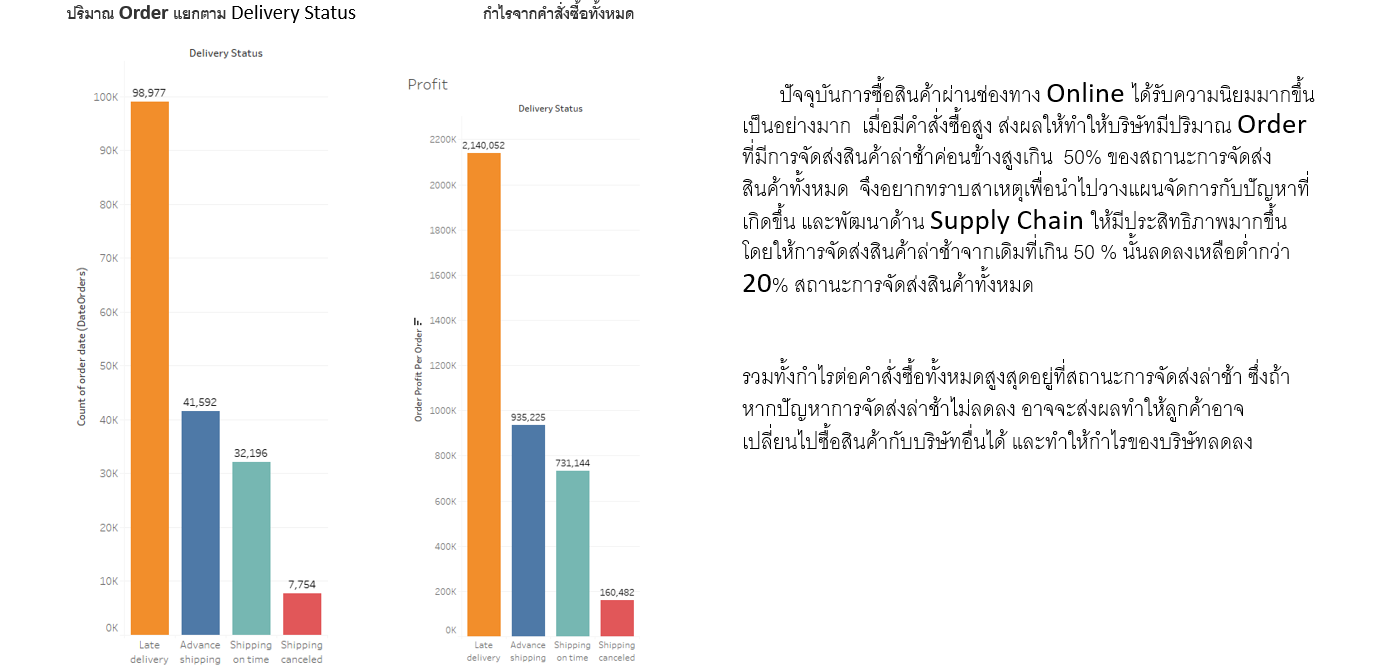 ปริมาณ Order แยกตาม Delivery Status
กำไรจากคำสั่งซื้อทั้งหมด
Delivery Status
Count of order date (DateOrders)
100K
90K
80K
70K
60K
50K
40K
30K
20K
10K
0K
98,977
41,592
32,196
7,754
Late delivery
Advance shipping
Shipping on time
Shipping canceled
Profit
Delivery Status
Order Profit Per Order
2200K
2000K
1800K
1600K
1400K
1200K
1000K
800K
600K
400K
200K
0K
2,140,052
935,225
731,144
160,482
Late delivery
Advance shipping
Shipping on time
Shipping canceled
ปัจจุบันการซื้อสินค้าผ่านช่องทาง Online ได้รับความนิยมมากขึ้น
เป็นอย่างมาก เมื่อมีคำสั่งซื้อสูง ส่งผลให้ทำให้บริษัทมีปริมาณ Order
ที่มีการจัดส่งสินค้าล่าช้าค่อนข้างสูงเกิน 50% ของสถานะการจัดส่ง
สินค้าทั้งหมด จึงอยากทราบสาเหตุเพื่อนำไปวางแผนจัดการกับปัญหาที่
เกิดขึ้น และพัฒนาด้าน Supply Chain ให้มีประสิทธิภาพมากขึ้น
โดยให้การจัดส่งสินค้าล่าช้าจากเดิมที่เกิน 50 % นั้นลดลงเหลือต่ำกว่า
20% สถานะการจัดส่งสินค้าทั้งหมด
รวมทั้งกำไรต่อคำสั่งซื้อทั้งหมดสูงสุดอยู่ที่สถานะการจัดส่งล่าช้า ซึ่งถ้า
หากปัญหาการจัดส่งล่าช้าไม่ลดลง อาจจะส่งผลทำให้ลูกค้าอาจ
เปลี่ยนไปซื้อสินค้ากับบริษัทอื่นได้ และทำให้กำไรของบริษัทลดลง